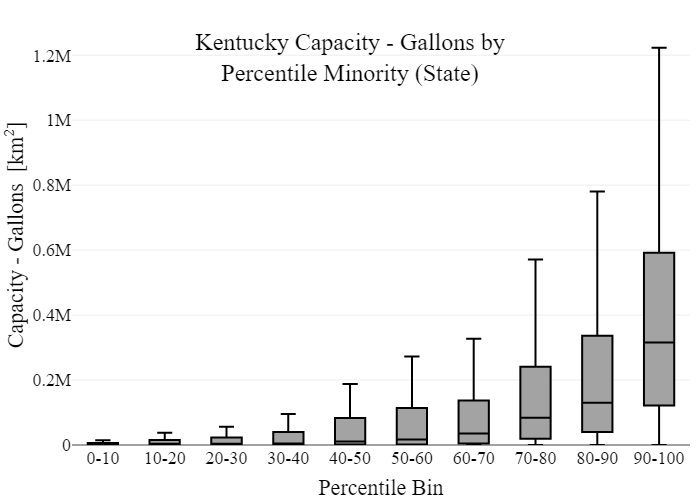 Kentucky Capacity - Gallons by
Percentile Minority (State)
Capacity - Gallons [km²]
1.2M
1M
0.8M
0.6M
0.4M
0.2M
0
0-10 10-20 20-30 30-40 40-50 50-60 60-70 70-80 80-90 90-100
Percentile Bin